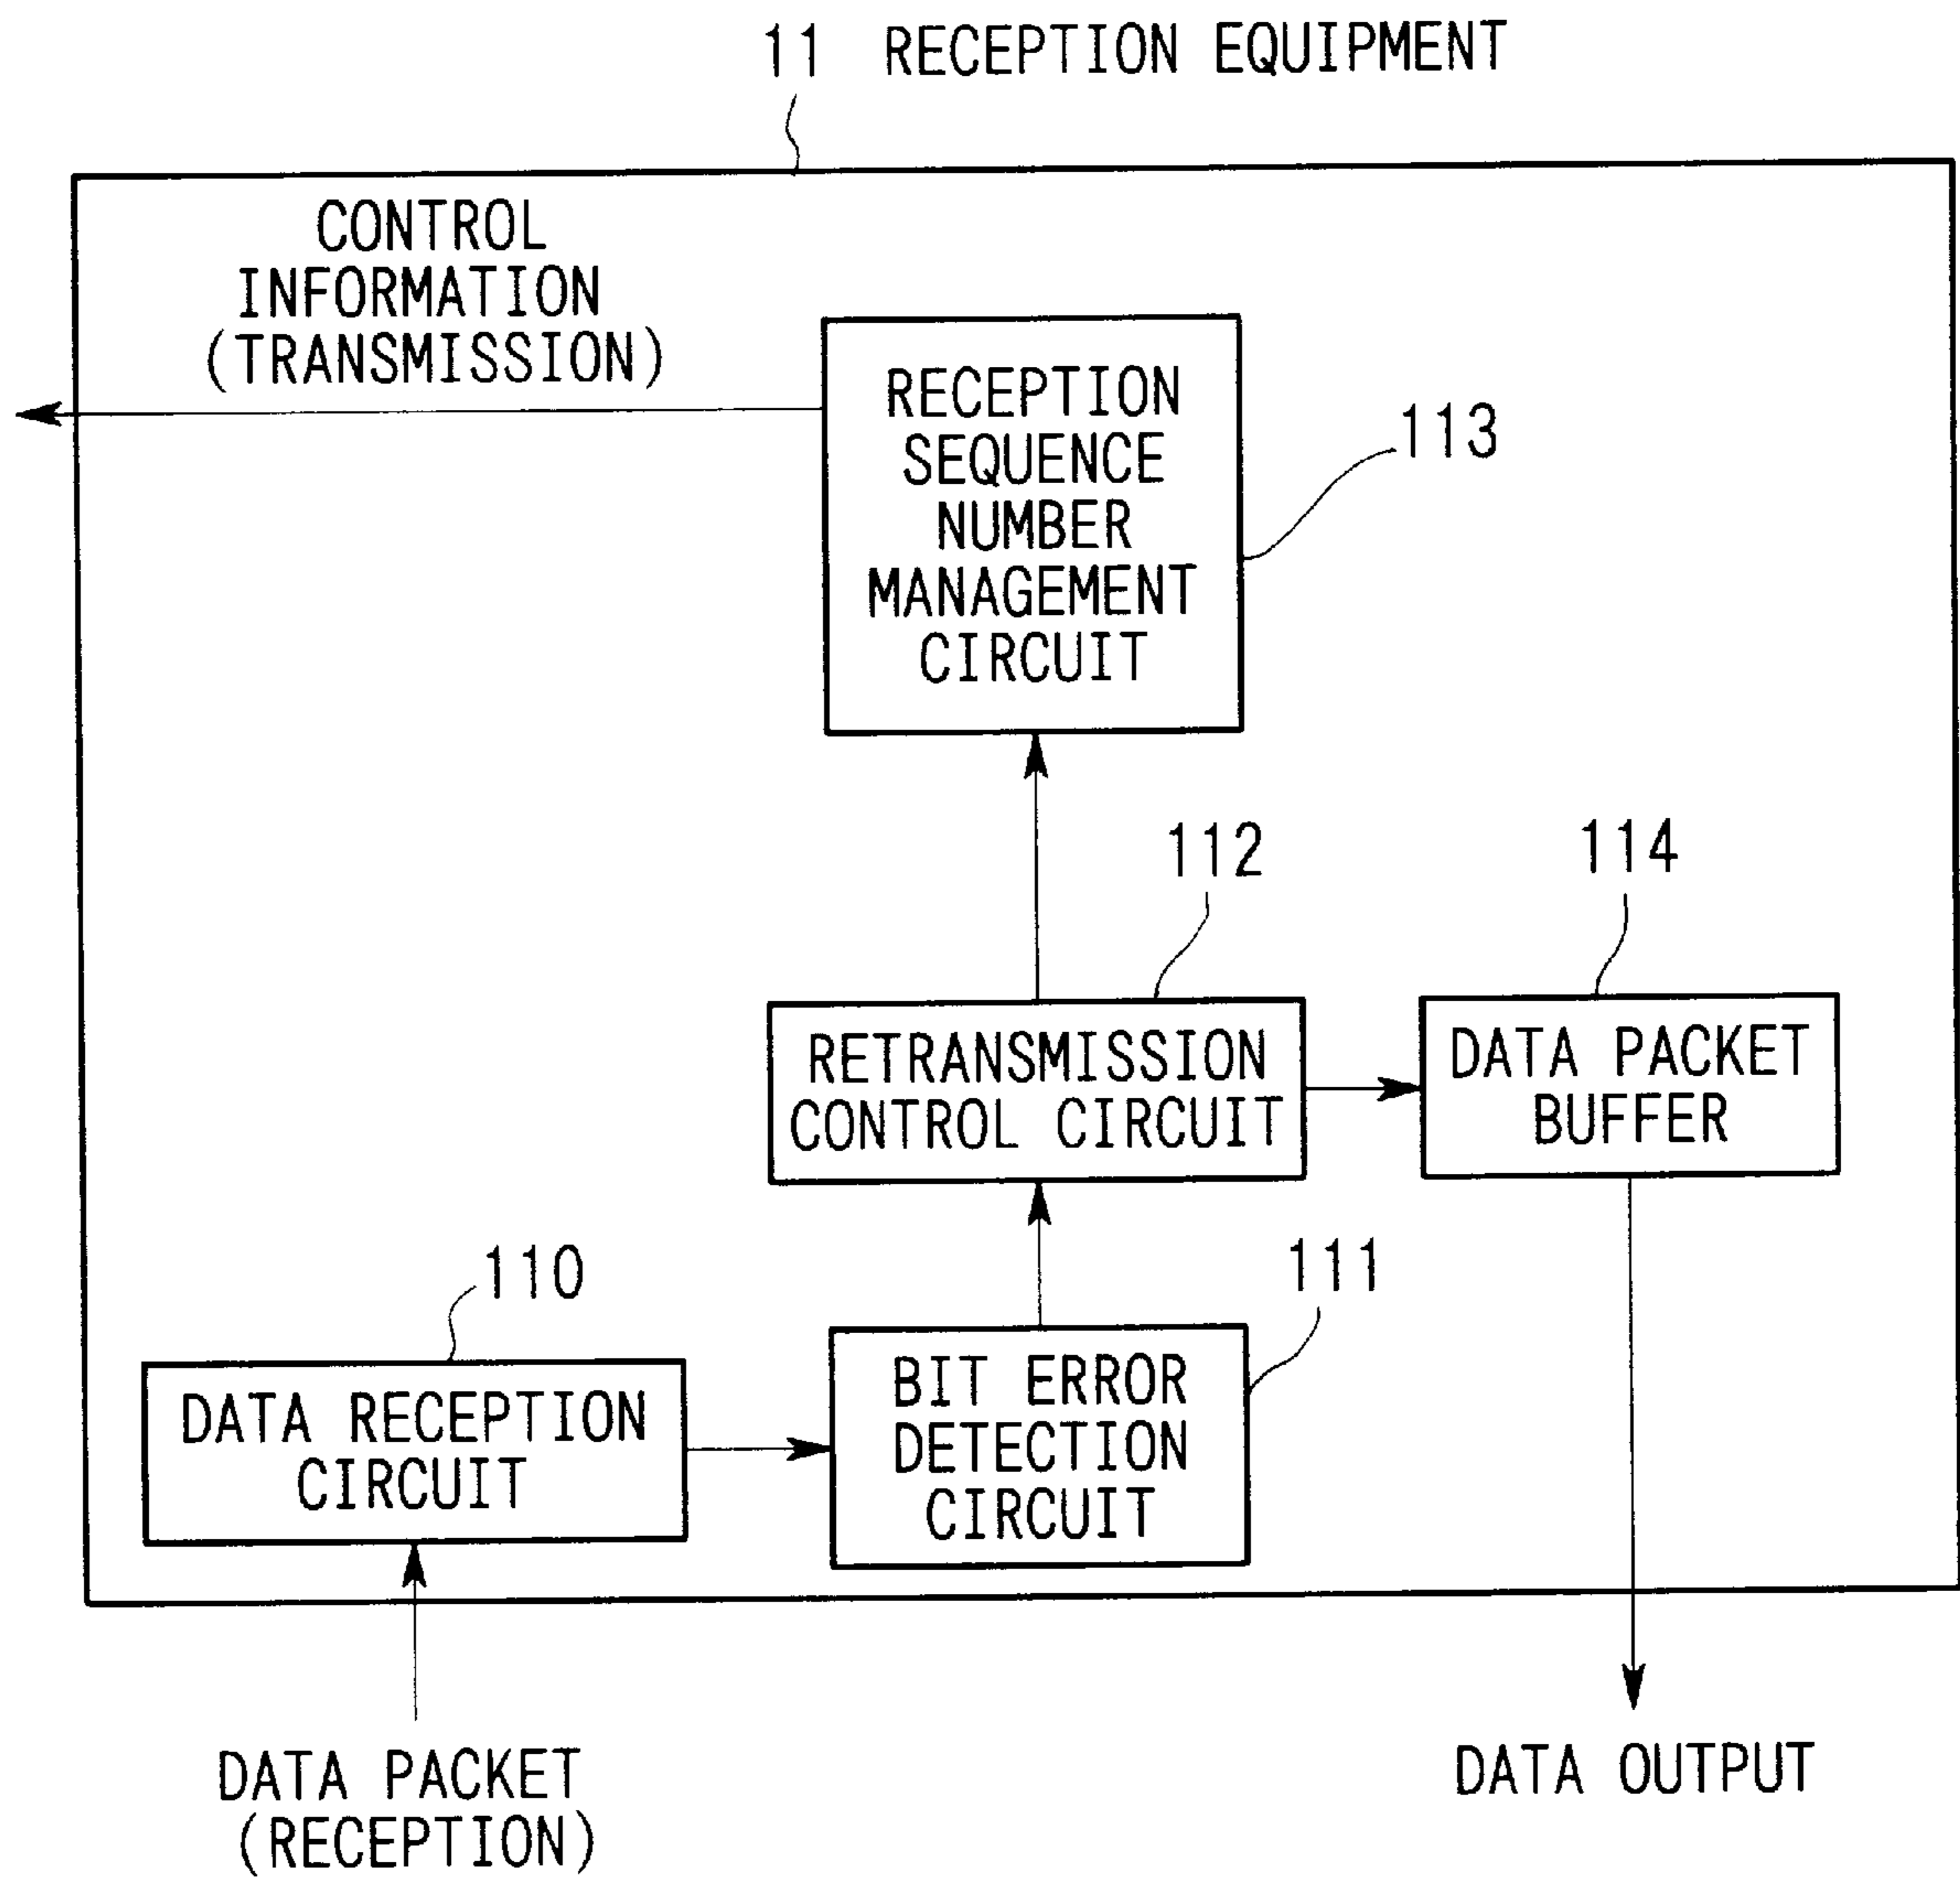 11 RECEPTION EQUIPMENT
CONTROL
INFORMATION
(TRANSMISSION)
RECEPTION
SEQUENCE
NUMBER
MANAGEMENT
CIRCUIT
113
112
114
RETRANSMISSION
CONTROL CIRCUIT
DATA PACKET
BUFFER
110
111
DATA RECEPTION
CIRCUIT
BIT ERROR
DETECTION
CIRCUIT
DATA PACKET
(RECEPTION)
DATA OUTPUT